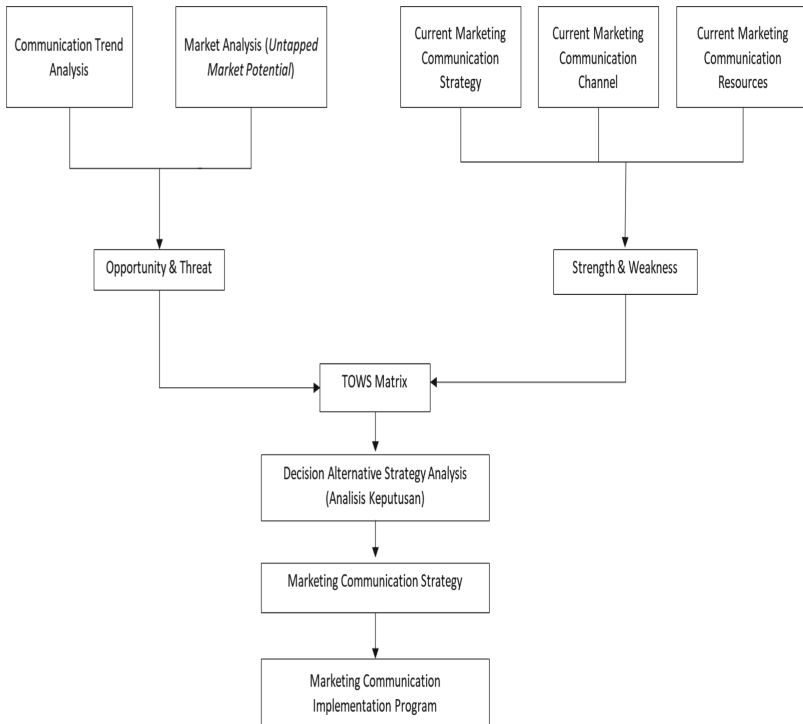 Communication Trend
Analysis
Market Analysis (Untapped
Market Potential)
Current Marketing
Communication
Strategy
Current Marketing
Communication
Channel
Current Marketing
Communication
Resources
Opportunity & Threat
Strength & Weakness
TOWS Matrix
Decision Alternative Strategy Analysis
(Analisis Keputusan)
Marketing Communication Strategy
Marketing Communication
Implementation Program